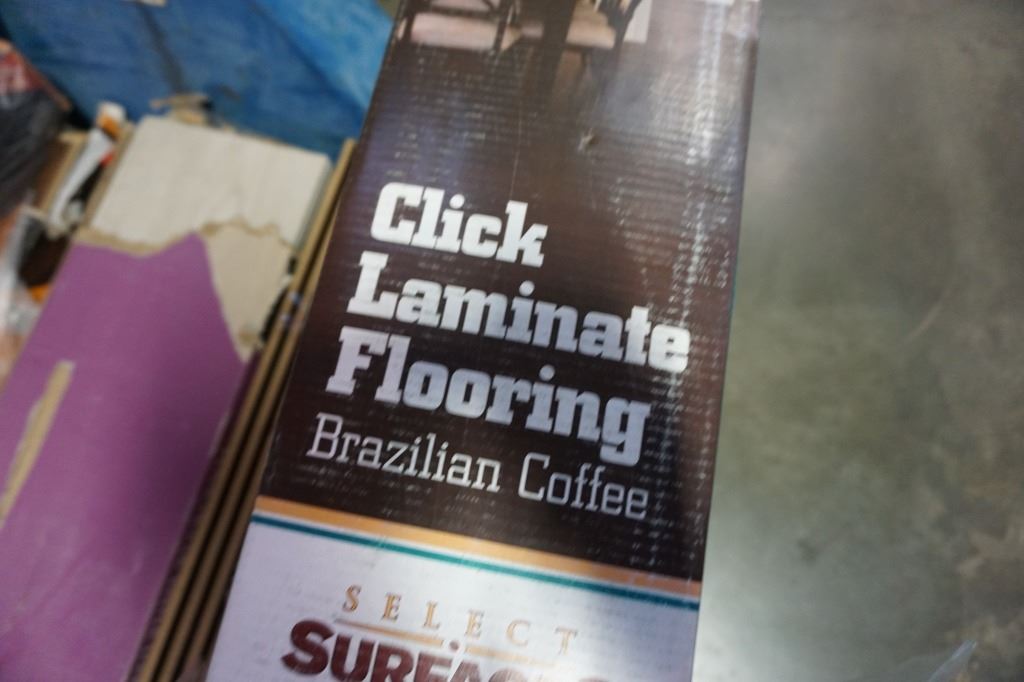 Click
Laminate
Flooring
Brazilian Coffee
SELECT